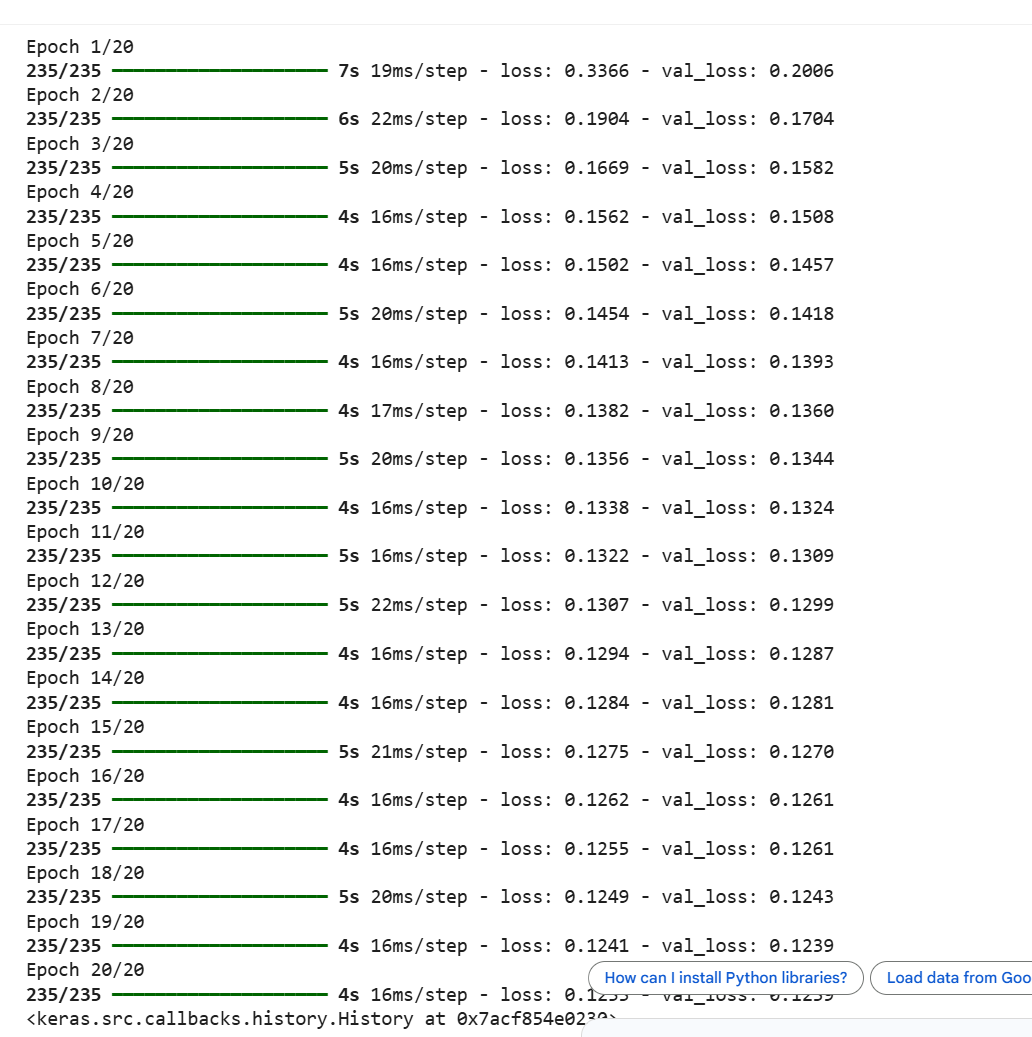 Epoch 1/20
235/235 ━━━━━━━━━━━━━━━━━━━━ 7s 19ms/step - loss: 0.3366 - val_loss: 0.2006
Epoch 2/20
235/235 ━━━━━━━━━━━━━━━━━━━━ 6s 22ms/step - loss: 0.1904 - val_loss: 0.1704
Epoch 3/20
235/235 ━━━━━━━━━━━━━━━━━━━━ 5s 20ms/step - loss: 0.1669 - val_loss: 0.1582
Epoch 4/20
235/235 ━━━━━━━━━━━━━━━━━━━━ 4s 16ms/step - loss: 0.1562 - val_loss: 0.1508
Epoch 5/20
235/235 ━━━━━━━━━━━━━━━━━━━━ 4s 16ms/step - loss: 0.1502 - val_loss: 0.1457
Epoch 6/20
235/235 ━━━━━━━━━━━━━━━━━━━━ 5s 20ms/step - loss: 0.1454 - val_loss: 0.1418
Epoch 7/20
235/235 ━━━━━━━━━━━━━━━━━━━━ 4s 16ms/step - loss: 0.1413 - val_loss: 0.1393
Epoch 8/20
235/235 ━━━━━━━━━━━━━━━━━━━━ 4s 17ms/step - loss: 0.1382 - val_loss: 0.1360
Epoch 9/20
235/235 ━━━━━━━━━━━━━━━━━━━━ 5s 20ms/step - loss: 0.1356 - val_loss: 0.1344
Epoch 10/20
235/235 ━━━━━━━━━━━━━━━━━━━━ 4s 16ms/step - loss: 0.1338 - val_loss: 0.1324
Epoch 11/20
235/235 ━━━━━━━━━━━━━━━━━━━━ 5s 16ms/step - loss: 0.1322 - val_loss: 0.1309
Epoch 12/20
235/235 ━━━━━━━━━━━━━━━━━━━━ 5s 22ms/step - loss: 0.1307 - val_loss: 0.1299
Epoch 13/20
235/235 ━━━━━━━━━━━━━━━━━━━━ 4s 16ms/step - loss: 0.1294 - val_loss: 0.1287
Epoch 14/20
235/235 ━━━━━━━━━━━━━━━━━━━━ 4s 16ms/step - loss: 0.1284 - val_loss: 0.1281
Epoch 15/20
235/235 ━━━━━━━━━━━━━━━━━━━━ 5s 21ms/step - loss: 0.1275 - val_loss: 0.1270
Epoch 16/20
235/235 ━━━━━━━━━━━━━━━━━━━━ 4s 16ms/step - loss: 0.1262 - val_loss: 0.1261
Epoch 17/20
235/235 ━━━━━━━━━━━━━━━━━━━━ 4s 16ms/step - loss: 0.1255 - val_loss: 0.1261
Epoch 18/20
235/235 ━━━━━━━━━━━━━━━━━━━━ 5s 20ms/step - loss: 0.1249 - val_loss: 0.1243
Epoch 19/20
235/235 ━━━━━━━━━━━━━━━━━━━━ 4s 16ms/step - loss: 0.1241 - val_loss: 0.1239
Epoch 20/20
How can I install Python libraries?
Load data from Goo
235/235 ━━━━━━━━━━━━━━━━━━━━ 4s 16ms/step - loss:
<keras.src.callbacks.history.History at